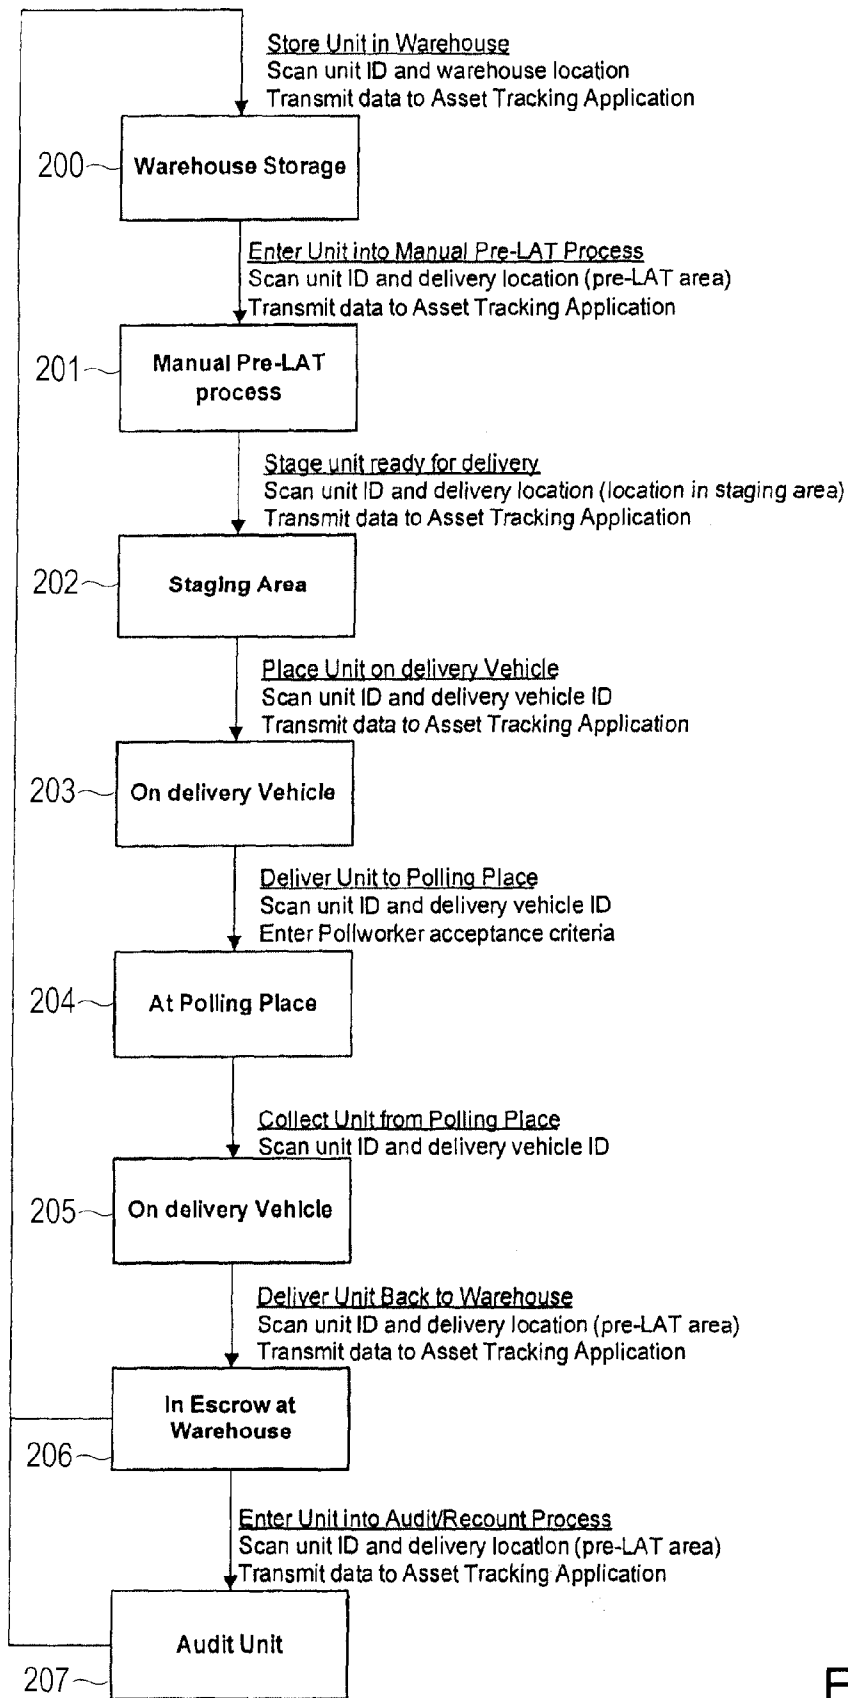 Store Unit in Warehouse
Scan unit ID and warehouse location
Transmit data to Asset Tracking Application
200
Warehouse Storage
Enter Unit into Manual Pre-LAT Process
Scan unit ID and delivery location (pre-LAT area)
Transmit data to Asset Tracking Application
201
Manual Pre-LAT
process
Stage unit ready for delivery
Scan unit ID and delivery location (location in staging area)
Transmit data to Asset Tracking Application
202
Staging Area
Place Unit on delivery Vehicle
Scan unit ID and delivery vehicle ID
Transmit data to Asset Tracking Application
203
On delivery Vehicle
Deliver Unit to Polling Place
Scan unit ID and delivery vehicle ID
Enter Pollworker acceptance criteria
204
At Polling Place
Collect Unit from Polling Place
Scan unit ID and delivery vehicle ID
205
On delivery Vehicle
Deliver Unit Back to Warehouse
Scan unit ID and delivery location (pre-LAT area)
Transmit data to Asset Tracking Application
In Escrow at
Warehouse
206
Enter Unit into Audit/Recount Process
Scan unit ID and delivery location (pre-LAT area)
Transmit data to Asset Tracking Application
Audit Unit
207